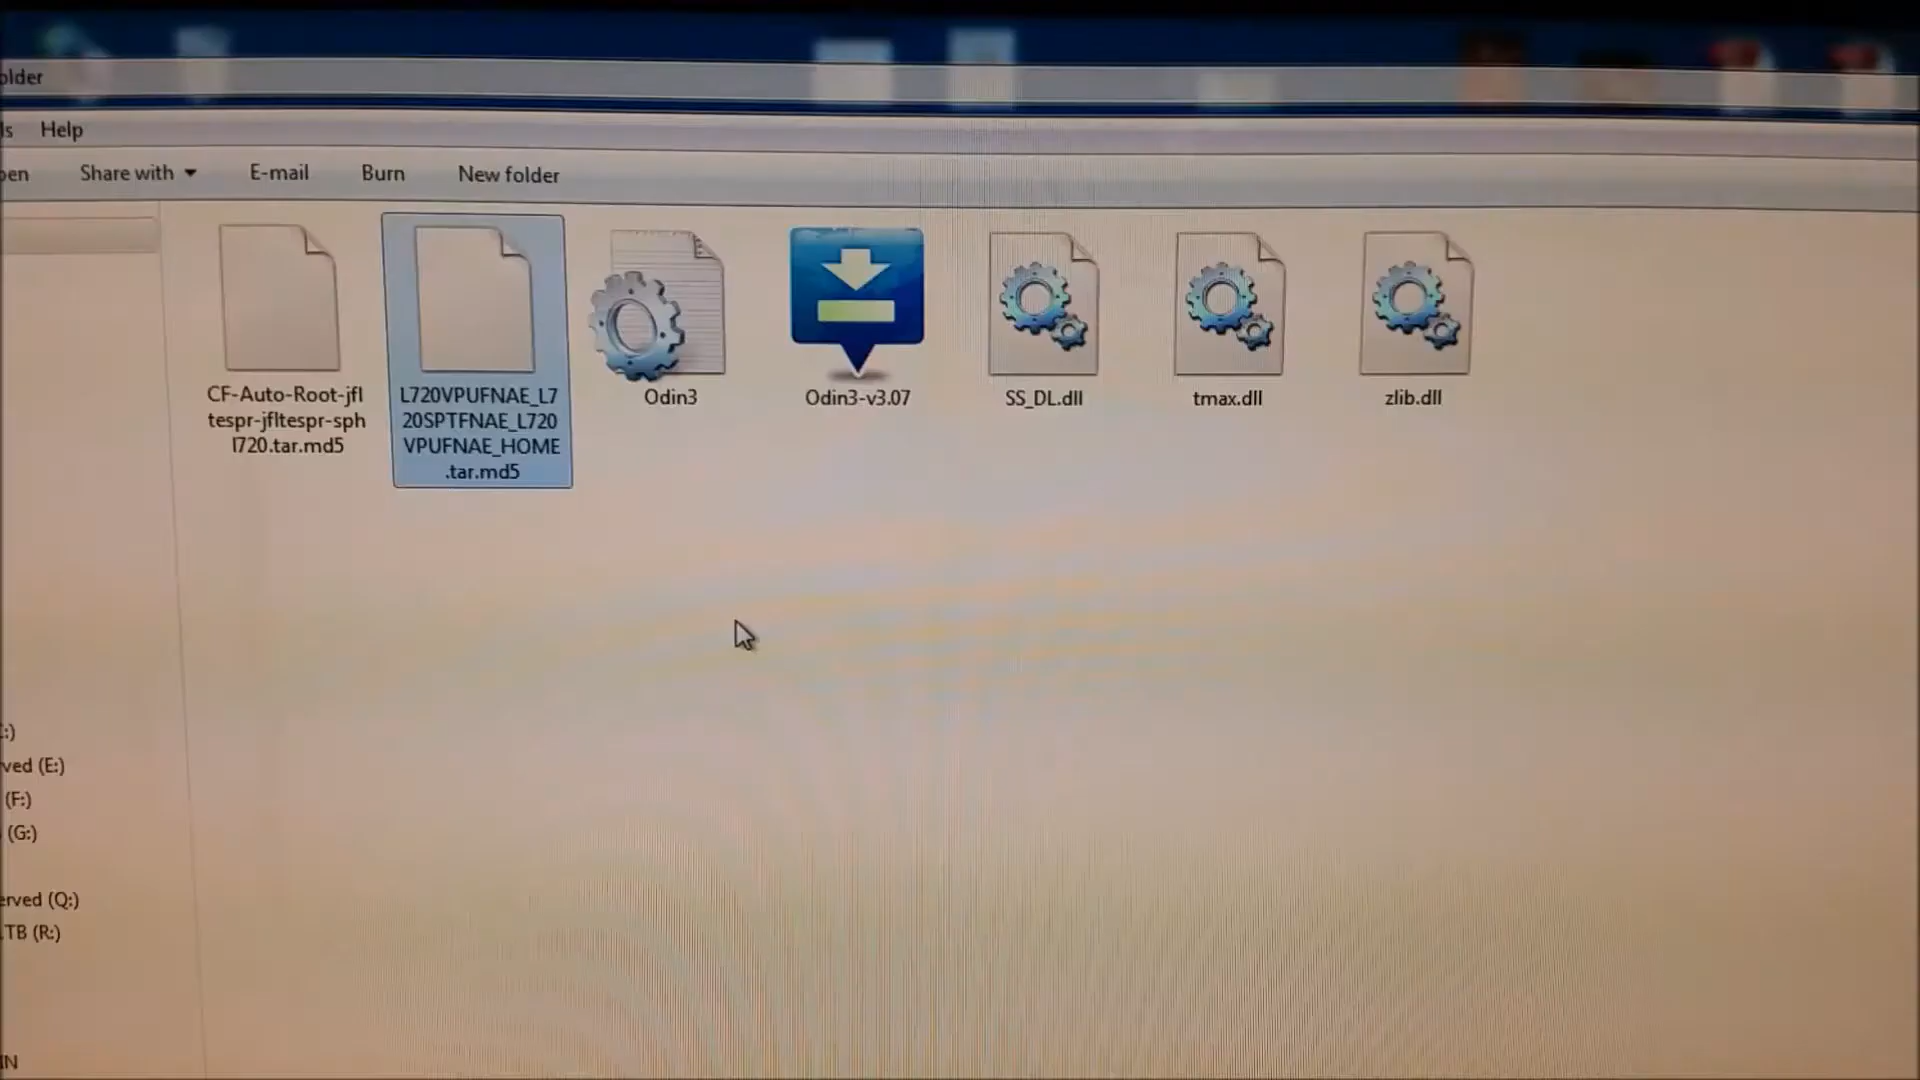 older
ls Help
pen Share with E-mail Burn New folder
CF-Auto-Root-jfl
tespr-jfltespr-sph
l720.tar.md5
L720VPUFNAE_L7
20SPTFNAE_L720
VPUFNAE_HOME
.tar.md5
Odin3
Odin3-v3.07
SS_DL.dll
tmax.dll
zlib.dll
:)
ved (E:)
(F:)
(G:)
erved (Q:)
TB (R:)
IN